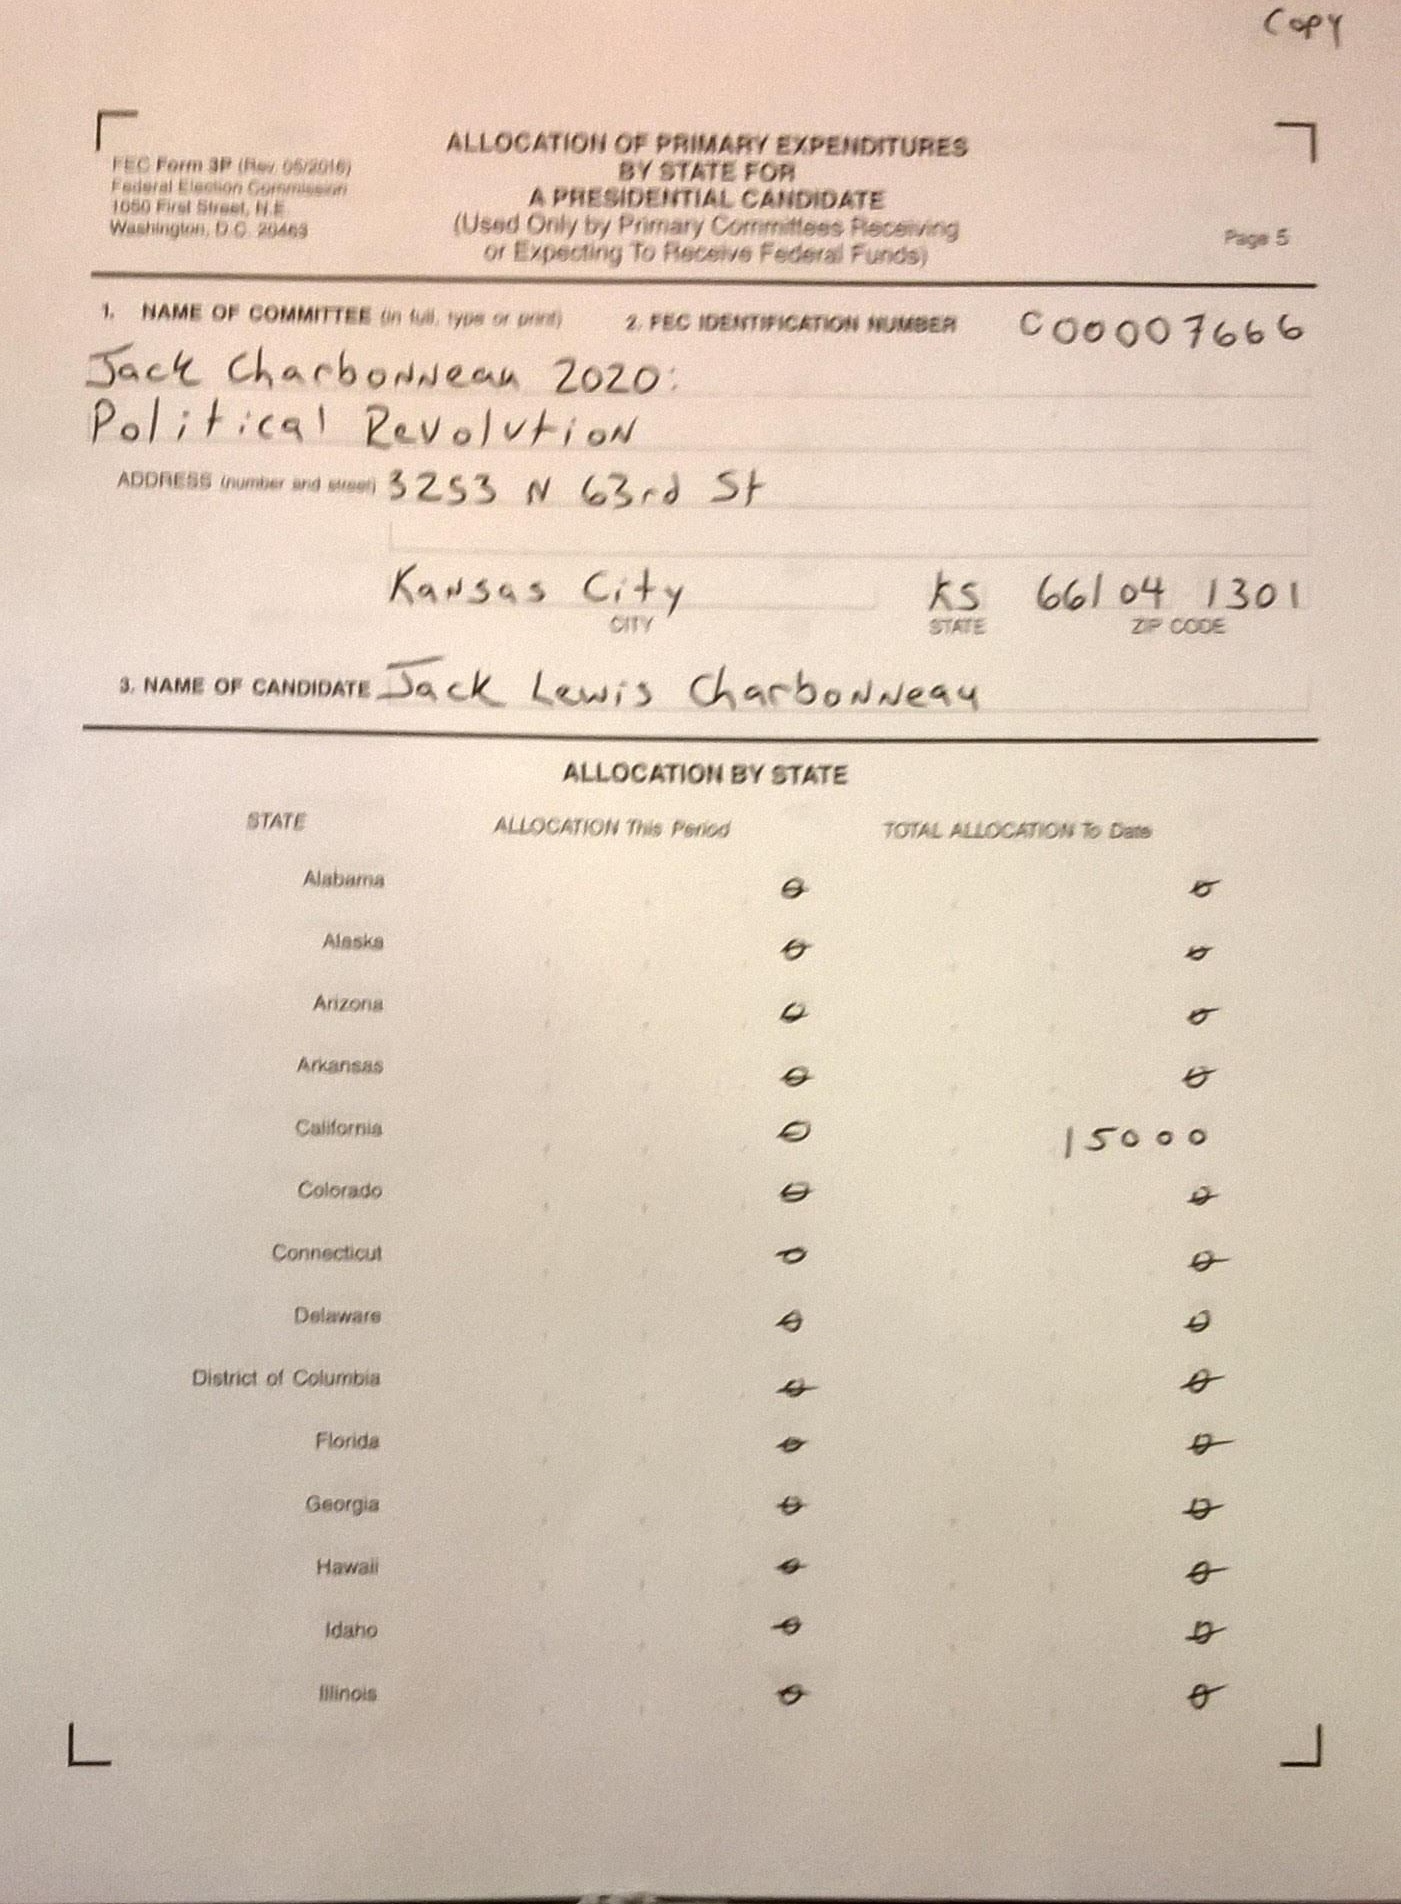 Copy
FEC Form 3P (Rev. 05/2016)
Federal Election Commission
1050 First Street, N.E.
Washington, D.C. 20463
ALLOCATION OF PRIMARY EXPENDITURES
BY STATE FOR
A PRESIDENTIAL CANDIDATE
(Used Only by Primary Committees Receiving
or Expecting To Receive Federal Funds)
Page 5
1. NAME OF COMMITTEE (in full, type or print)
2. FEC IDENTIFICATION NUMBER C00007666
Jack Charbonneau 2020:
Political Revolution
ADDRESS (number and street) 3253 N 63rd St
Kansas City KS 66104 1301
CITY STATE ZIP CODE
3. NAME OF CANDIDATE Jack Lewis Charbonneau
ALLOCATION BY STATE
STATE ALLOCATION This Period TOTAL ALLOCATION To Date
Alabama 0 0
Alaska 0 0
Arizona 0 0
Arkansas 0 0
California 0 15000
Colorado 0 0
Connecticut 0 0
Delaware 0 0
District of Columbia 0 0
Florida 0 0
Georgia 0 0
Hawaii 0 0
Idaho 0 0
Illinois 0 0